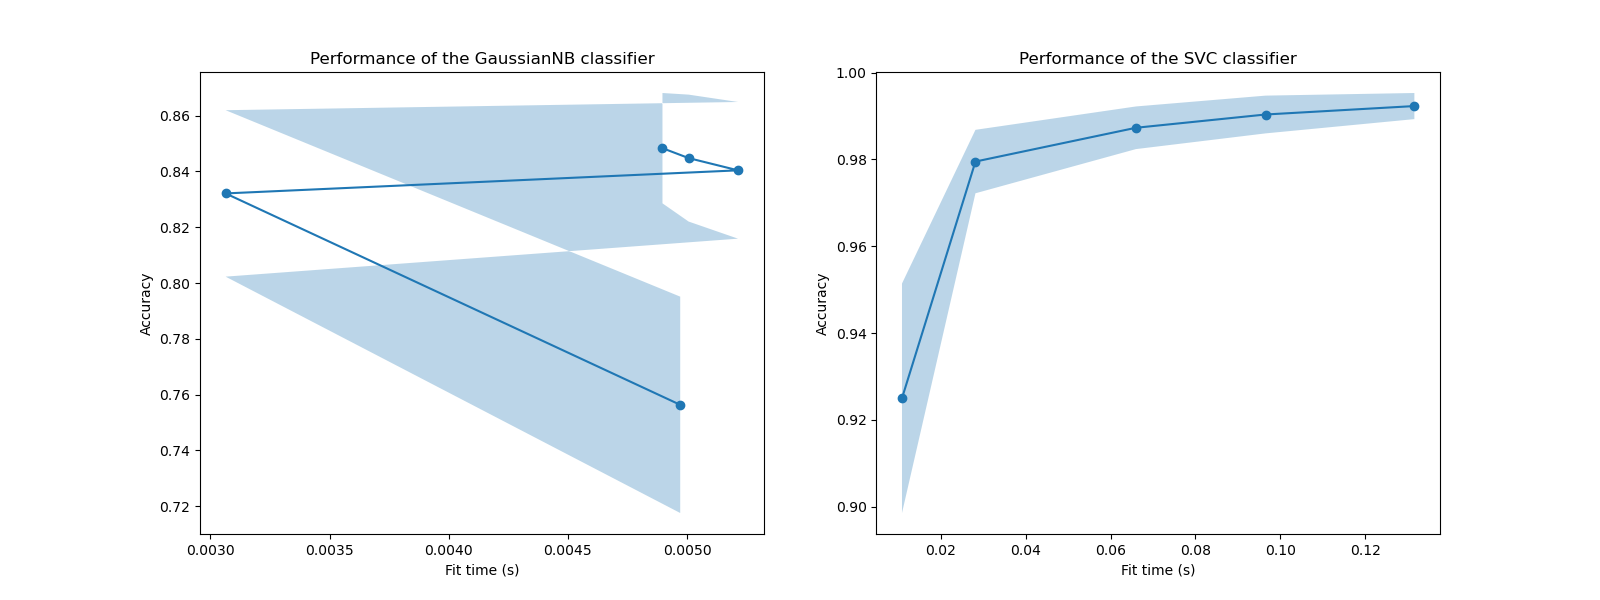 Performance of the GaussianNB classifier
0.86
0.84
0.82
0.80
0.78
0.76
0.74
0.72
Accuracy
0.0030 0.0035 0.0040 0.0045 0.0050
Fit time (s)
Performance of the SVC classifier
1.00
0.98
0.96
0.94
0.92
0.90
Accuracy
0.02 0.04 0.06 0.08 0.10 0.12
Fit time (s)